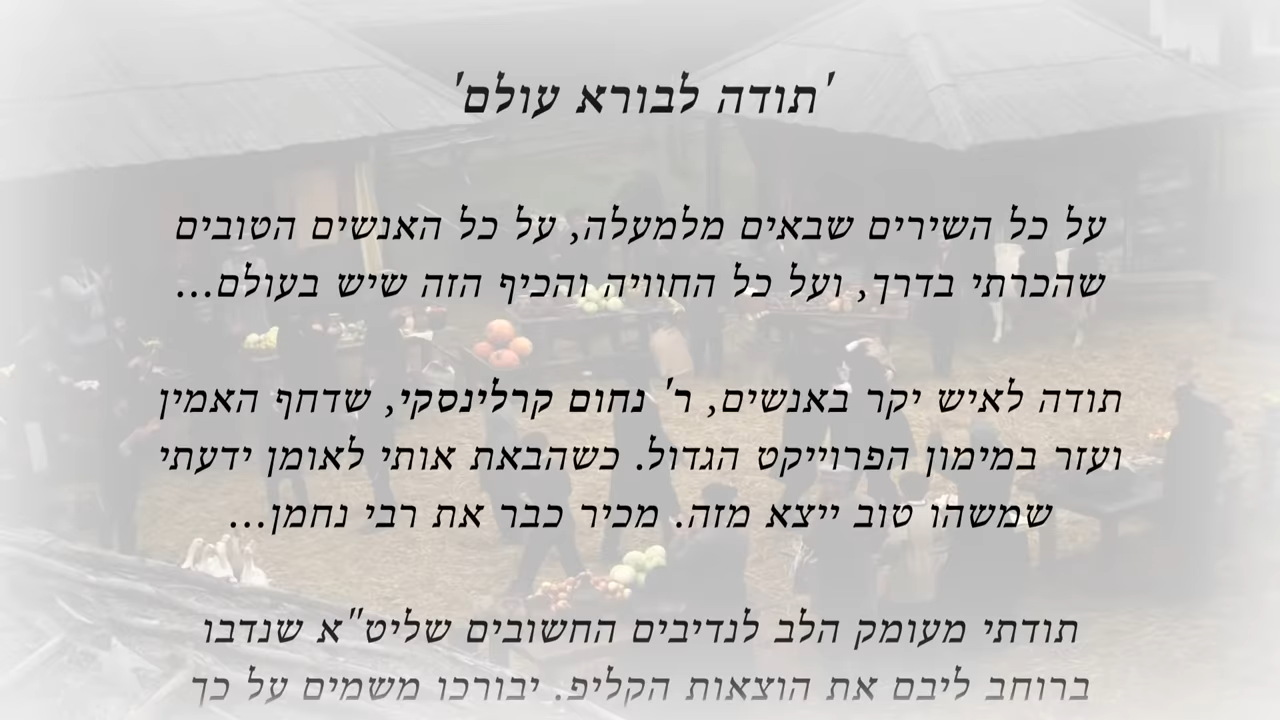 'תודה לבורא עולם'
על כל השירים שבאים מלמעלה, על כל האנשים הטובים
שהכרתי בדרך, ועל כל החוויה והכיף הזה שיש בעולם...
תודה לאיש יקר באנשים, ר' נחום קרלינסקי, שדחף האמין
ועזר במימון הפרוייקט הגדול. כשהבאת אותי לאומן ידעתי
שמשהו טוב ייצא מזה. מכיר כבר את רבי נחמן...
תודתי מעומק הלב לנדיבים החשובים שליט"א שנדבו
ברוחב ליבם את הוצאות הקליפ. יבורכו משמים על כך